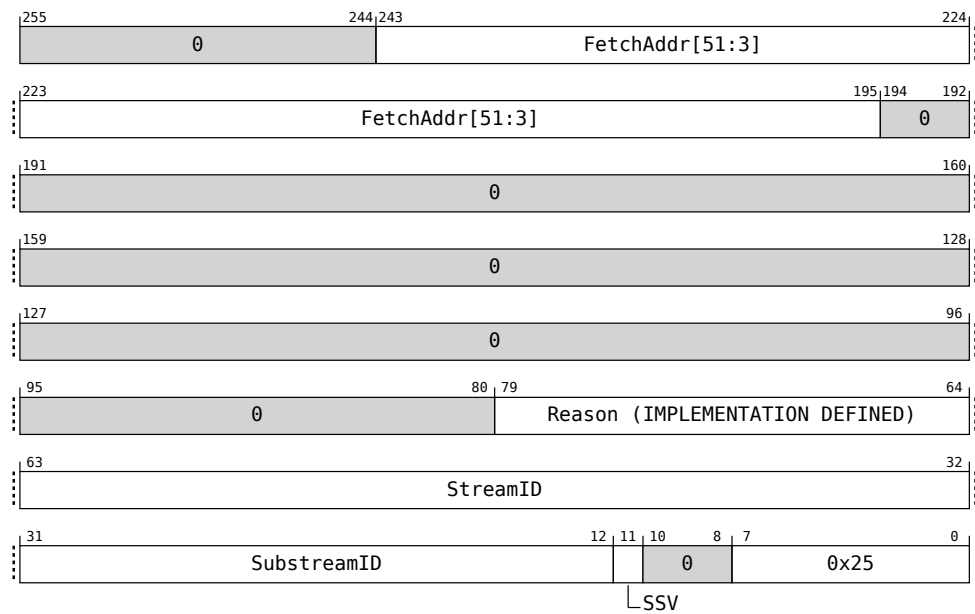 255 244 243 224
0 FetchAddr[51:3]
223 195 194 192
FetchAddr[51:3] 0
191 160
0
159 128
0
127 96
0
95 80 79 64
0 Reason (IMPLEMENTATION DEFINED)
63 32
StreamID
31 12 11 10 8 7 0
SubstreamID 0 0x25
SSV